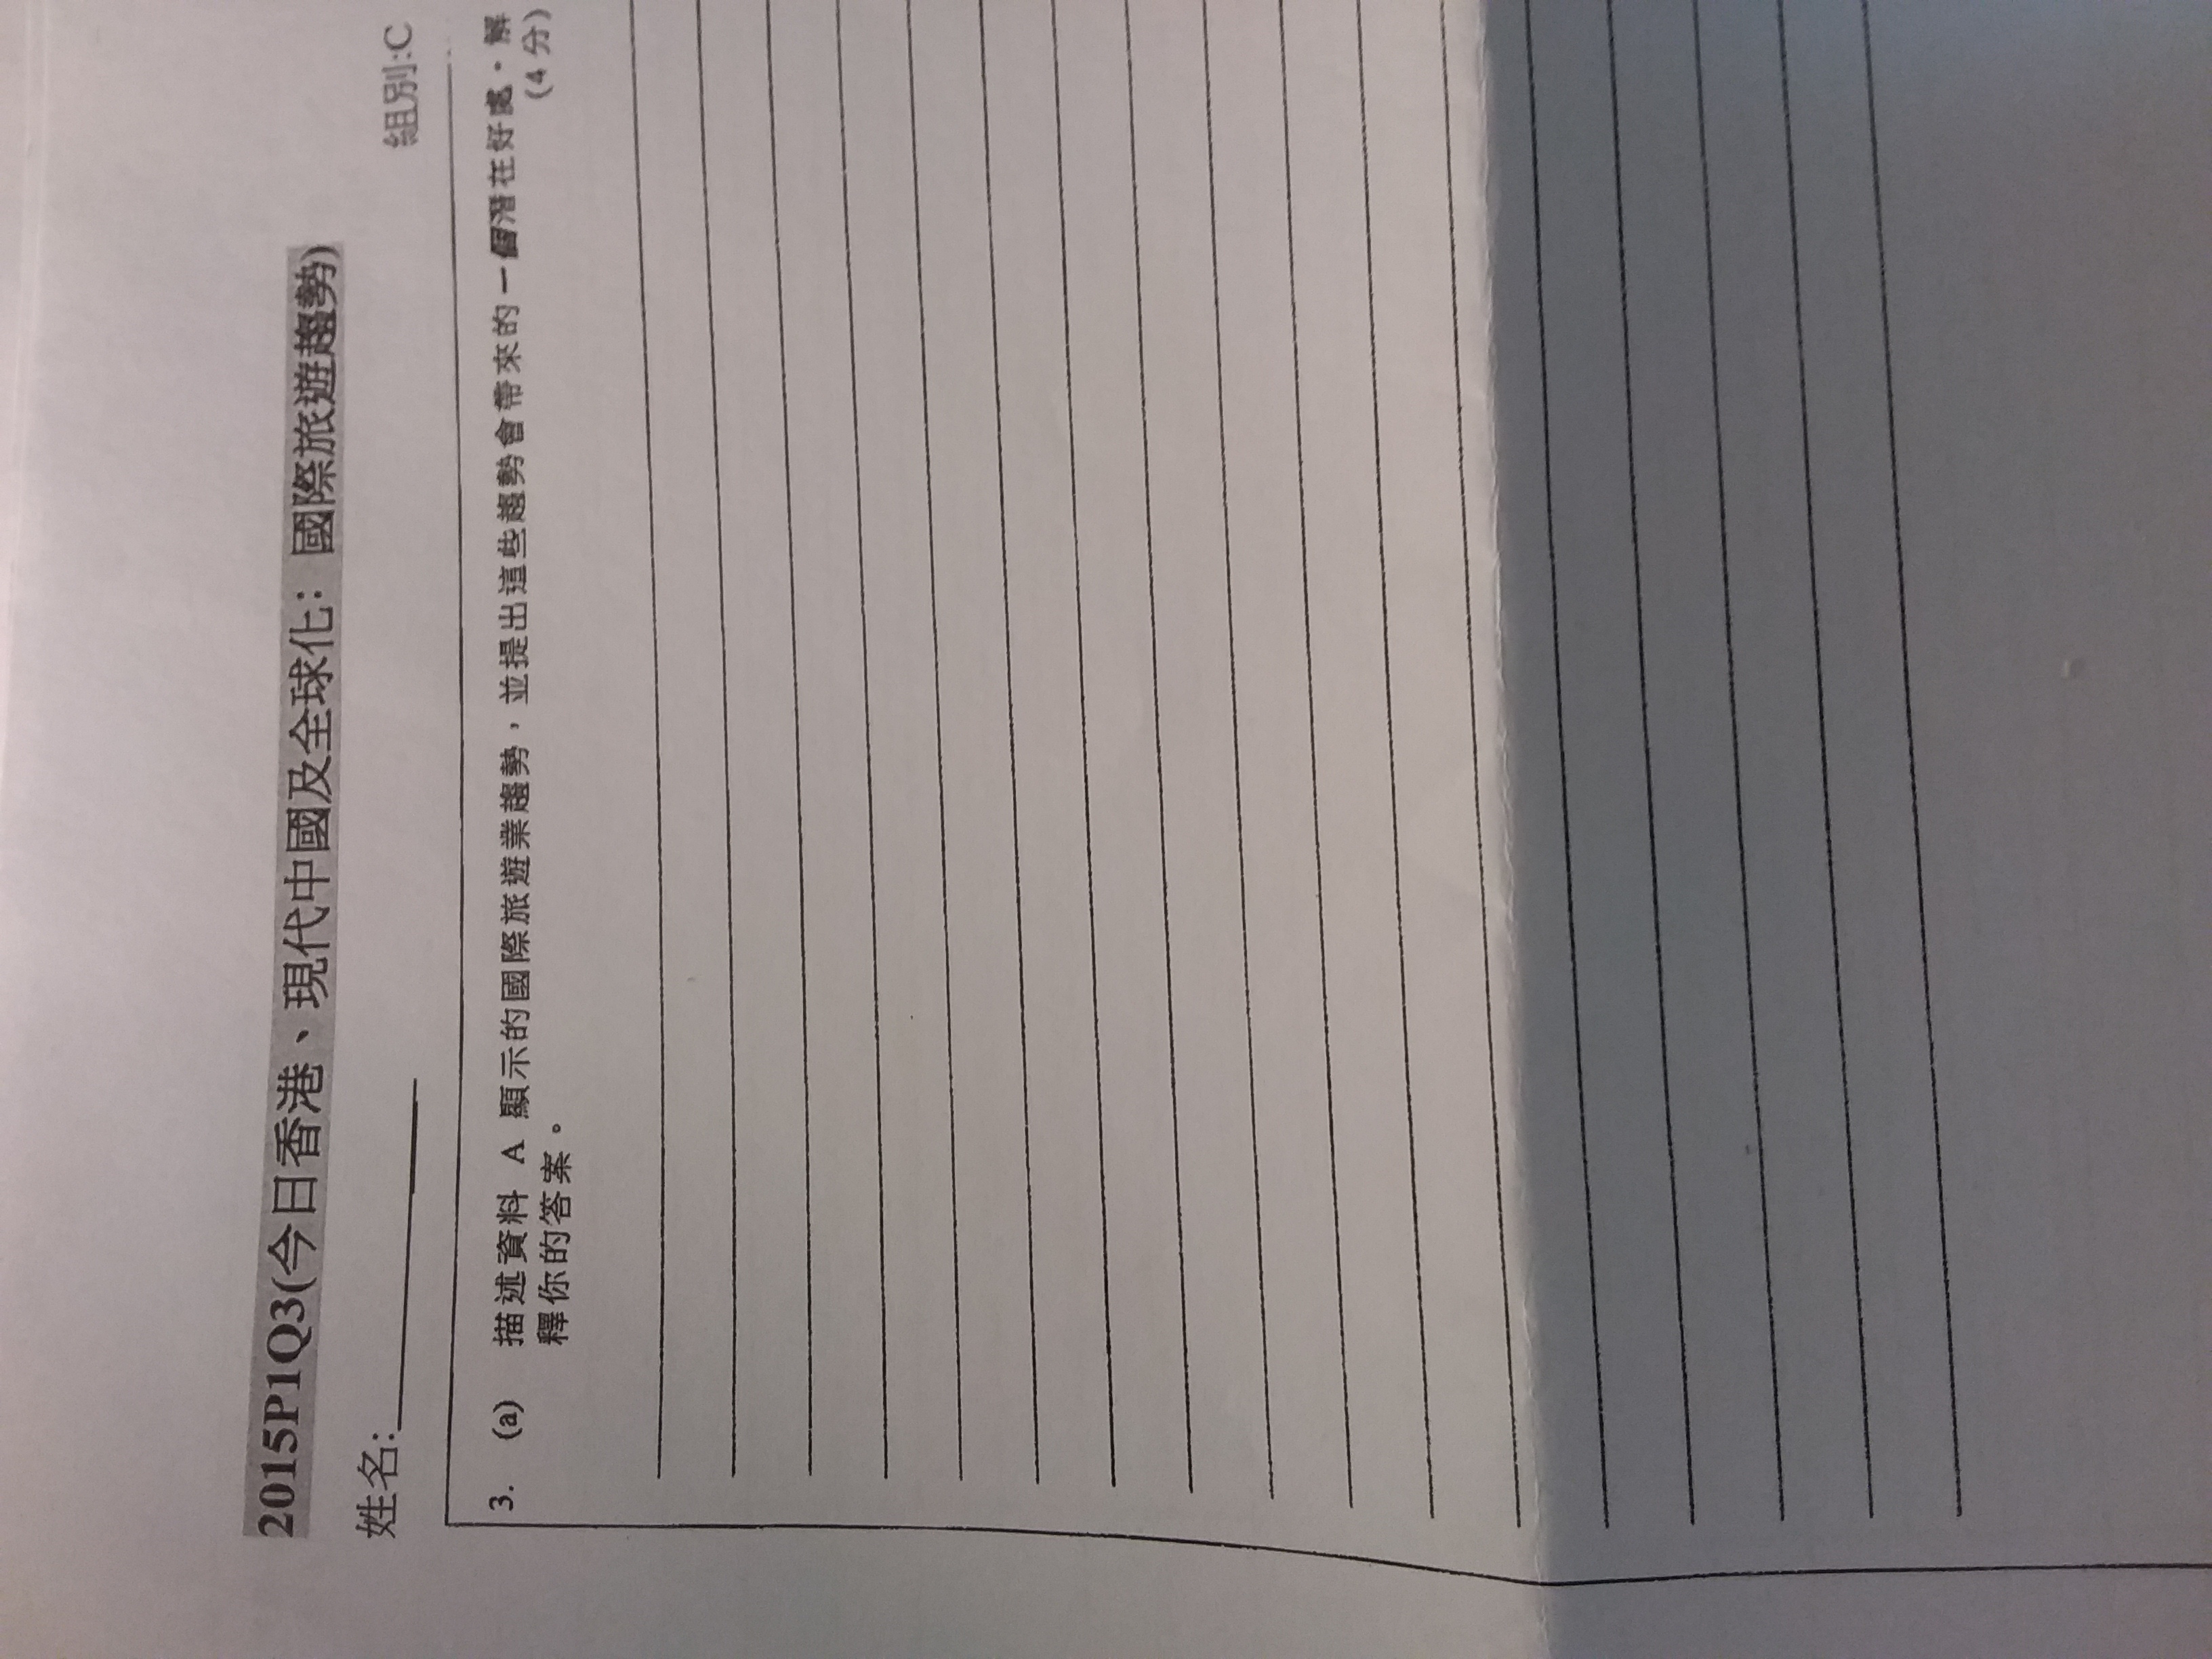 2015P1Q3(今日香港、現代中國及全球化: 國際旅遊趨勢)
姓名:
組別:C
3. (a) 描述資料 A 顯示的國際旅遊業趨勢,並提出這些趨勢會帶來的一個潛在好處。解
釋你的答案。 (4 分)